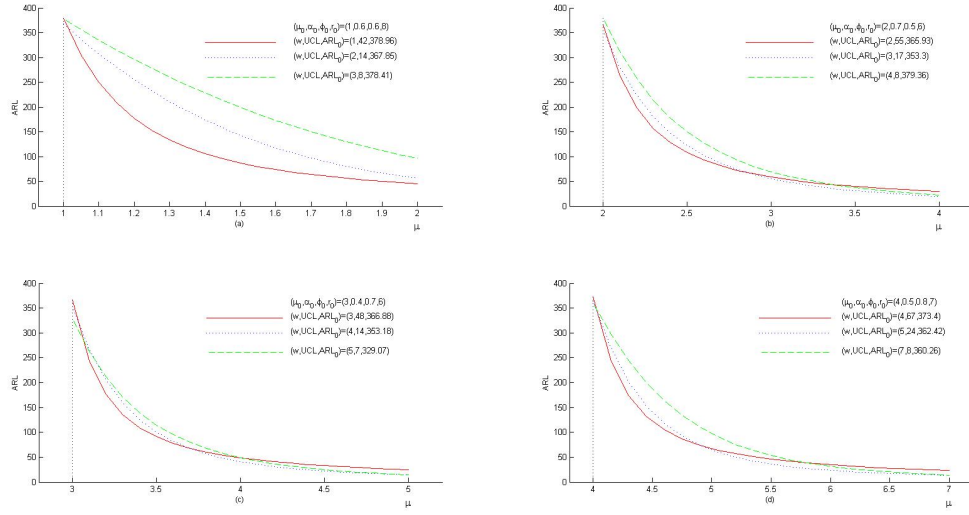 400
350
300
250
200
150
100
50
0
ARL
(μ₀,α₀,ϕ₀,r₀)=(1,0.6,0.6,8)
(w,UCL,ARL₀)=(1,42,378.96)
(w,UCL,ARL₀)=(2,14,367.85)
(w,UCL,ARL₀)=(3,8,378.41)
1 1.1 1.2 1.3 1.4 1.5 1.6 1.7 1.8 1.9 2
(a)
μ
400
350
300
250
200
150
100
50
0
ARL
(μ₀,α₀,ϕ₀,r₀)=(2,0.7,0.5,6)
(w,UCL,ARL₀)=(2,55,365.93)
(w,UCL,ARL₀)=(3,17,353.3)
(w,UCL,ARL₀)=(4,8,379.36)
2 2.5 3 3.5 4
(b)
μ
400
350
300
250
200
150
100
50
0
ARL
(μ₀,α₀,ϕ₀,r₀)=(3,0.4,0.7,6)
(w,UCL,ARL₀)=(3,48,366.88)
(w,UCL,ARL₀)=(4,14,353.18)
(w,UCL,ARL₀)=(5,7,329.07)
3 3.5 4 4.5 5
(c)
μ
400
350
300
250
200
150
100
50
0
ARL
(μ₀,α₀,ϕ₀,r₀)=(4,0.5,0.8,7)
(w,UCL,ARL₀)=(4,67,373.4)
(w,UCL,ARL₀)=(5,24,362.42)
(w,UCL,ARL₀)=(7,8,360.26)
4 4.5 5 5.5 6 6.5 7
(d)
μ